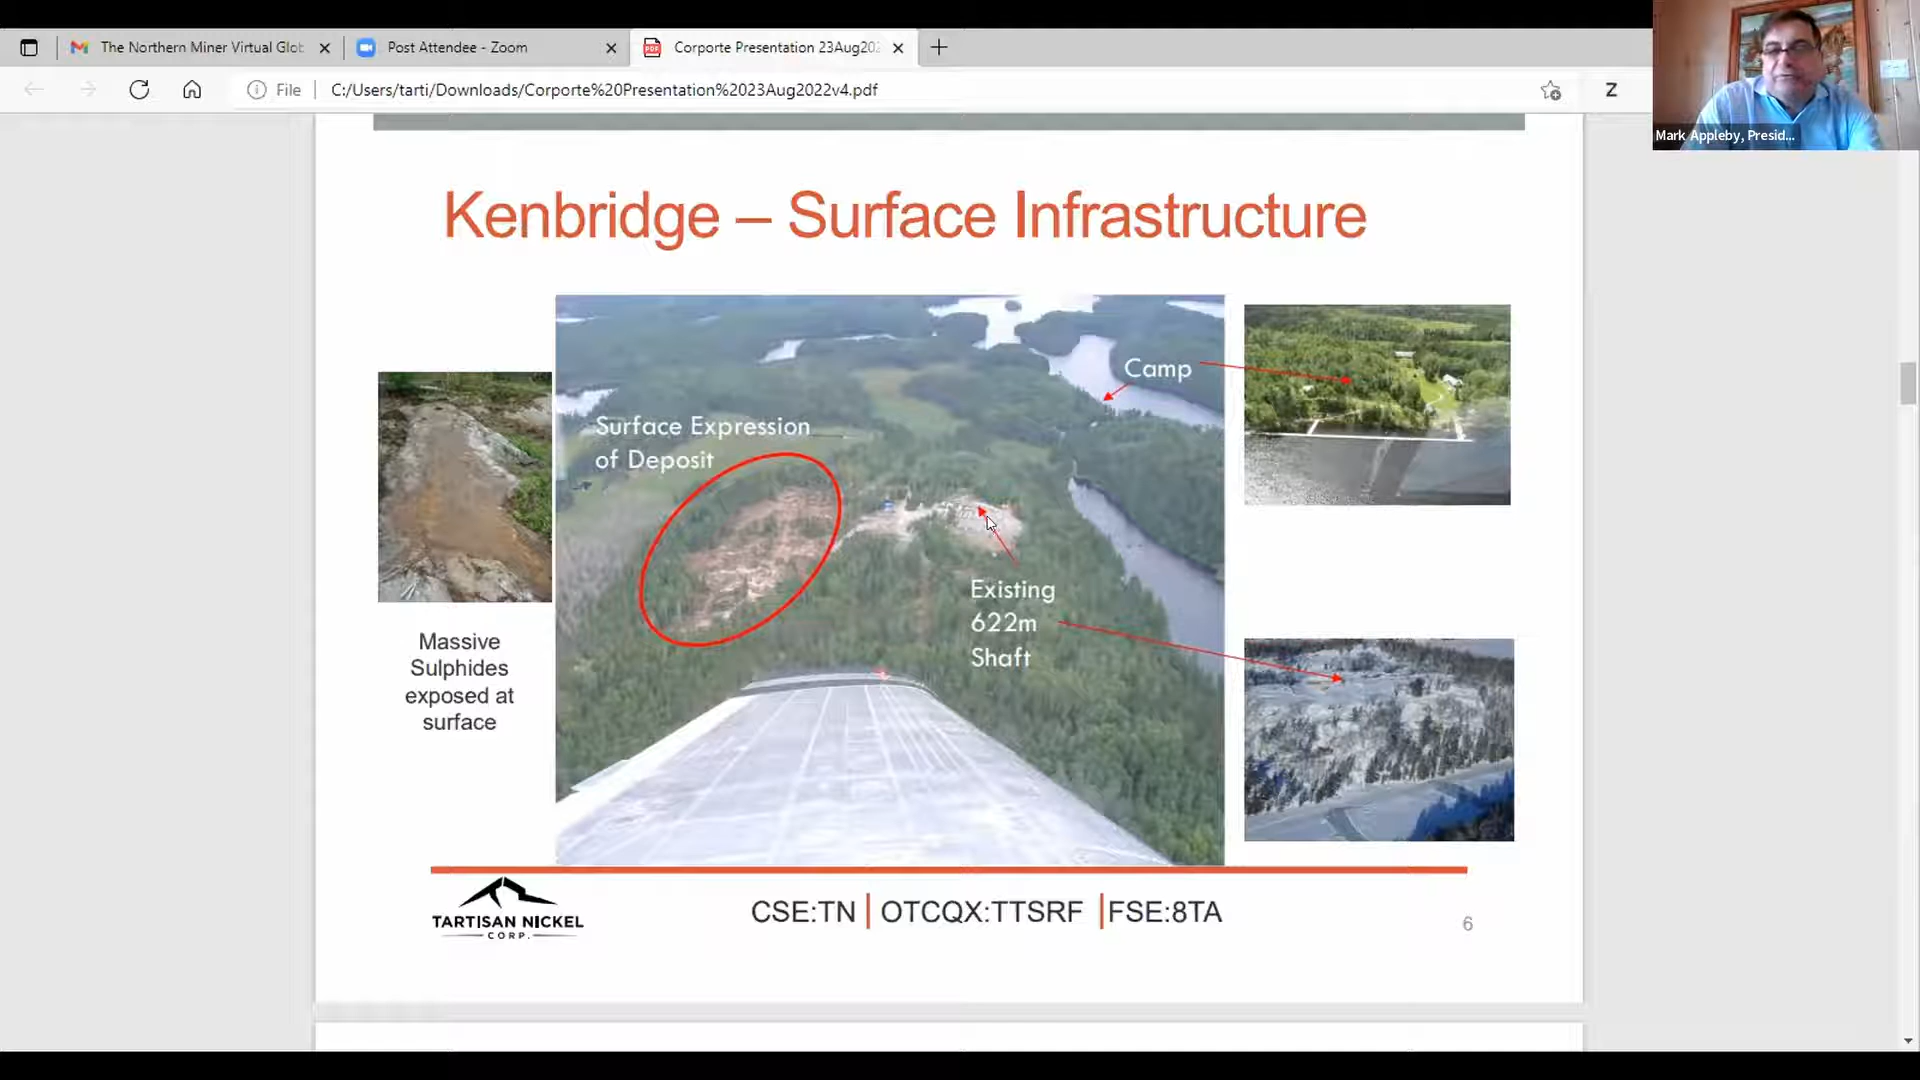 The Northern Miner Virtual Glob
Post Attendee - Zoom
Corporte Presentation 23Aug202
File
C:/Users/tarti/Downloads/Corporte%20Presentation%2023Aug2022v4.pdf
Z
Mark Appleby, Presid...
Kenbridge – Surface Infrastructure
Camp
Surface Expression
of Deposit
Existing
622m
Shaft
Massive
Sulphides
exposed at
surface
TARTISAN NICKEL
CORP.
CSE:TN | OTCQX:TTSRF | FSE:8TA
6